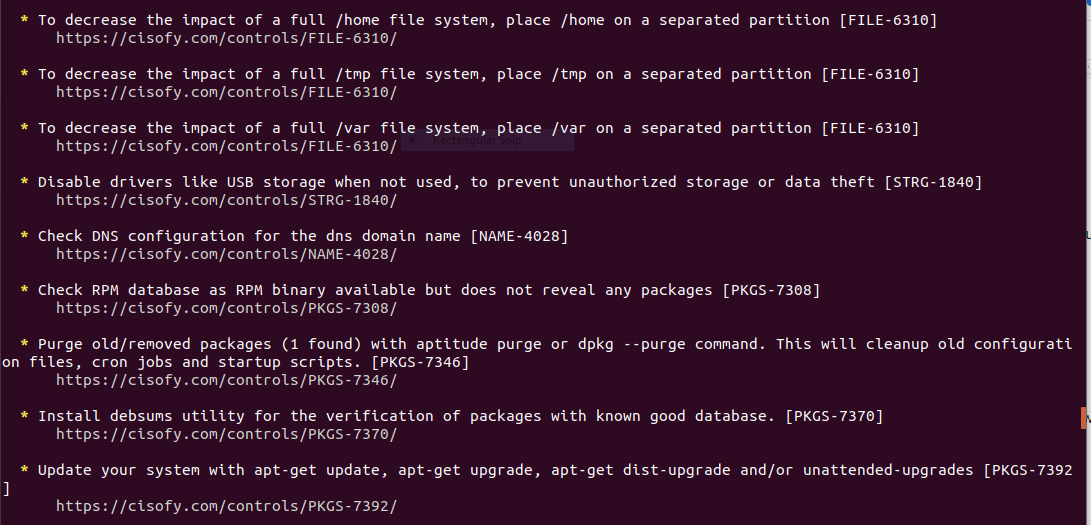 * To decrease the impact of a full /home file system, place /home on a separated partition [FILE-6310]
https://cisofy.com/controls/FILE-6310/
* To decrease the impact of a full /tmp file system, place /tmp on a separated partition [FILE-6310]
https://cisofy.com/controls/FILE-6310/
* To decrease the impact of a full /var file system, place /var on a separated partition [FILE-6310]
Rectangular Snip
https://cisofy.com/controls/FILE-6310/
* Disable drivers like USB storage when not used, to prevent unauthorized storage or data theft [STRG-1840]
https://cisofy.com/controls/STRG-1840/
* Check DNS configuration for the dns domain name [NAME-4028]
https://cisofy.com/controls/NAME-4028/
* Check RPM database as RPM binary available but does not reveal any packages [PKGS-7308]
https://cisofy.com/controls/PKGS-7308/
* Purge old/removed packages (1 found) with aptitude purge or dpkg --purge command. This will cleanup old configurati
on files, cron jobs and startup scripts. [PKGS-7346]
https://cisofy.com/controls/PKGS-7346/
* Install debsums utility for the verification of packages with known good database. [PKGS-7370]
https://cisofy.com/controls/PKGS-7370/
* Update your system with apt-get update, apt-get upgrade, apt-get dist-upgrade and/or unattended-upgrades [PKGS-7392
]
https://cisofy.com/controls/PKGS-7392/